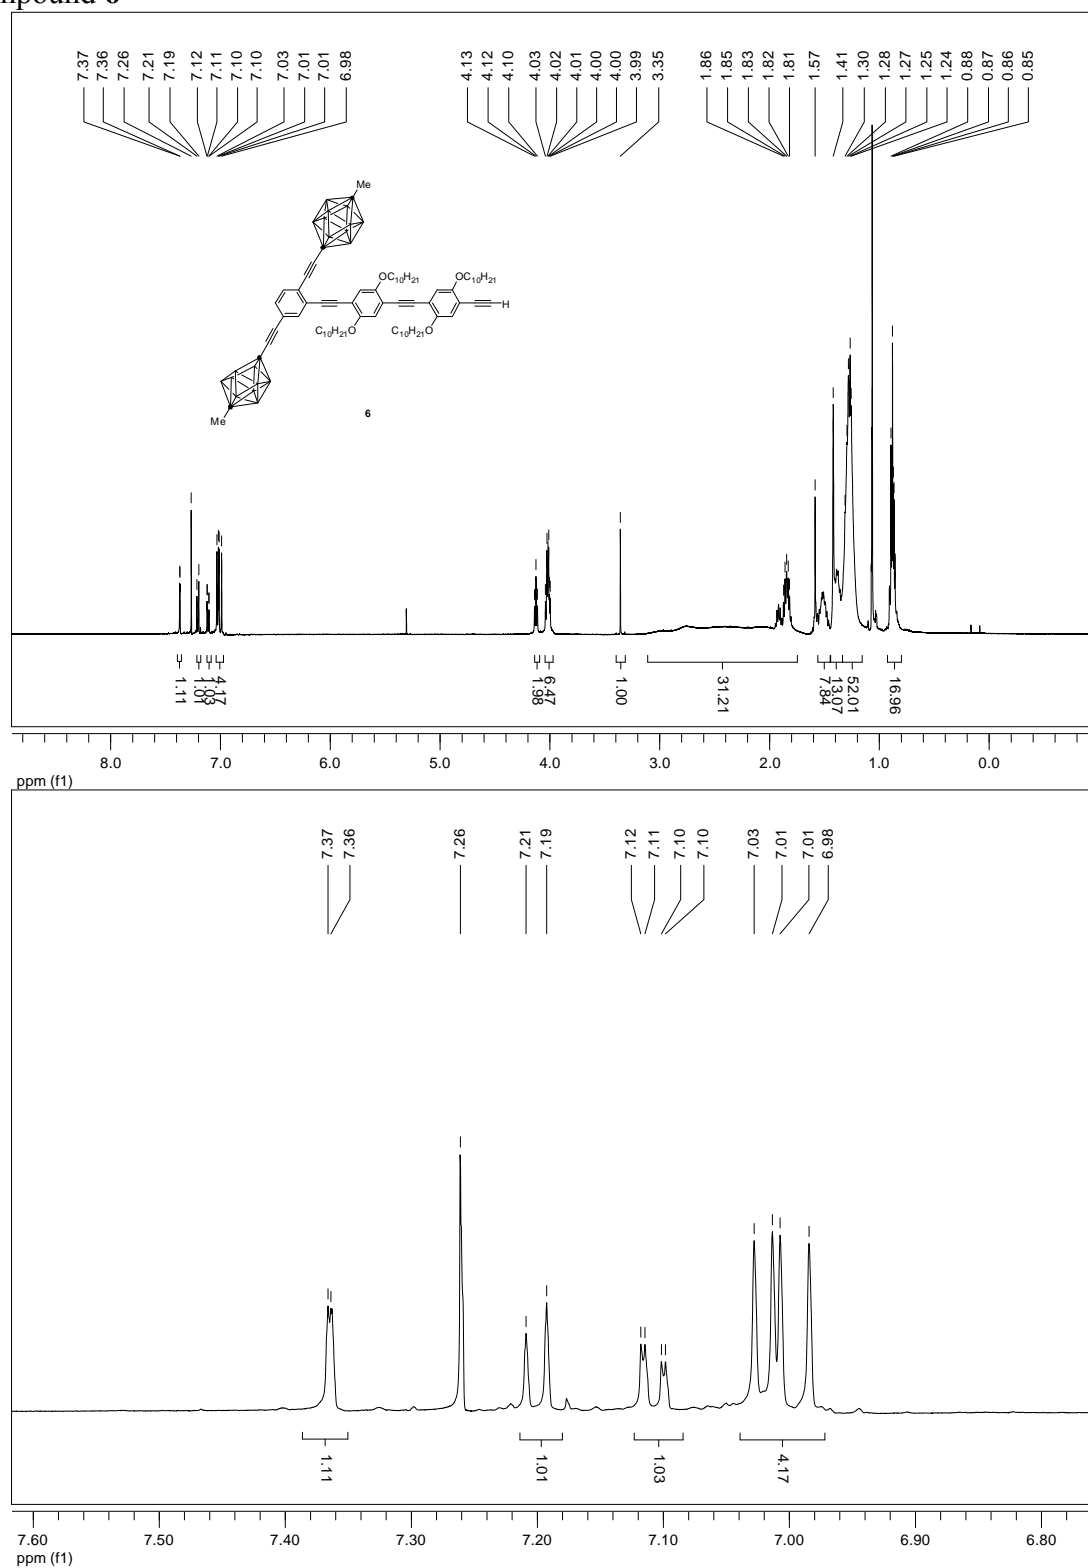 mpound 6
7.37 7.36 7.26 7.21 7.19 7.12 7.11 7.10 7.10 7.03 7.01 7.01 6.98 4.13 4.12 4.10 4.03 4.02 4.01 4.00 4.00 3.99 3.35 1.86 1.85 1.83 1.82 1.81 1.57 1.41 1.30 1.28 1.27 1.25 1.24 0.88 0.87 0.86 0.85
Me
OC10H21 OC10H21
H
C10H21O C10H21O
Me
6
1.11 1.01 1.03 4.17 1.98 6.47 1.00 31.21 7.84 13.07 52.01 16.96
8.0 7.0 6.0 5.0 4.0 3.0 2.0 1.0 0.0
ppm (f1)
7.37 7.36 7.26 7.21 7.19 7.12 7.11 7.10 7.10 7.03 7.01 7.01 6.98
1.11 1.01 1.03 4.17
7.60 7.50 7.40 7.30 7.20 7.10 7.00 6.90 6.80
ppm (f1)